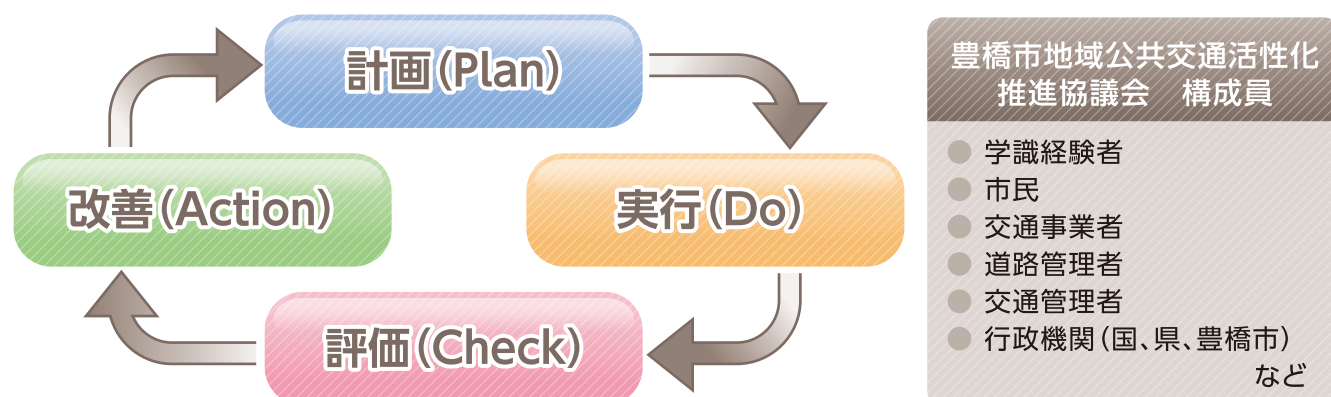 計画(Plan)
実行(Do)
評価(Check)
改善(Action)
豊橋市地域公共交通活性化
推進協議会　構成員
● 学識経験者
● 市民
● 交通事業者
● 道路管理者
● 交通管理者
● 行政機関(国、県、豊橋市)
など